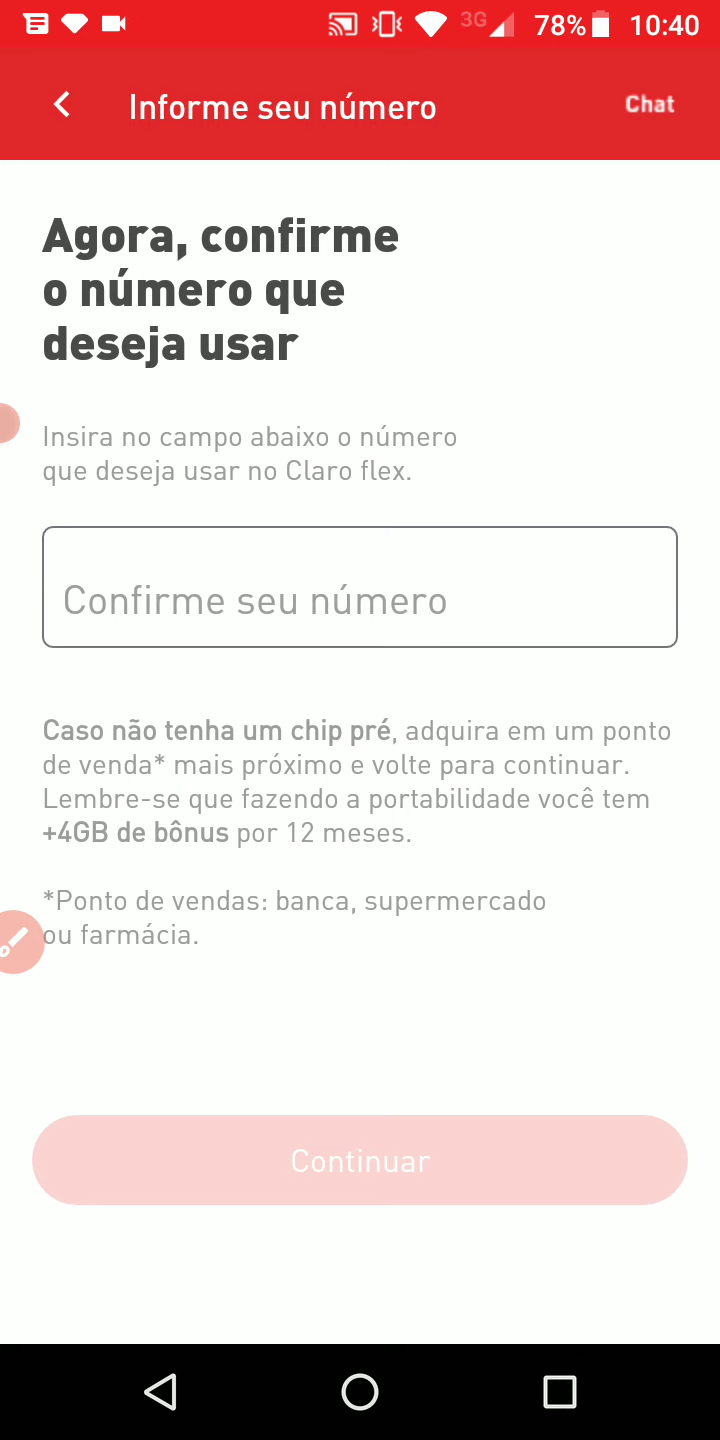 3G 78% 10:40
Informe seu número Chat
Agora, confirme
o número que
deseja usar
Insira no campo abaixo o número
que deseja usar no Claro flex.
Confirme seu número
Caso não tenha um chip pré, adquira em um ponto
de venda* mais próximo e volte para continuar.
Lembre-se que fazendo a portabilidade você tem
+4GB de bônus por 12 meses.
*Ponto de vendas: banca, supermercado
ou farmácia.
Continuar